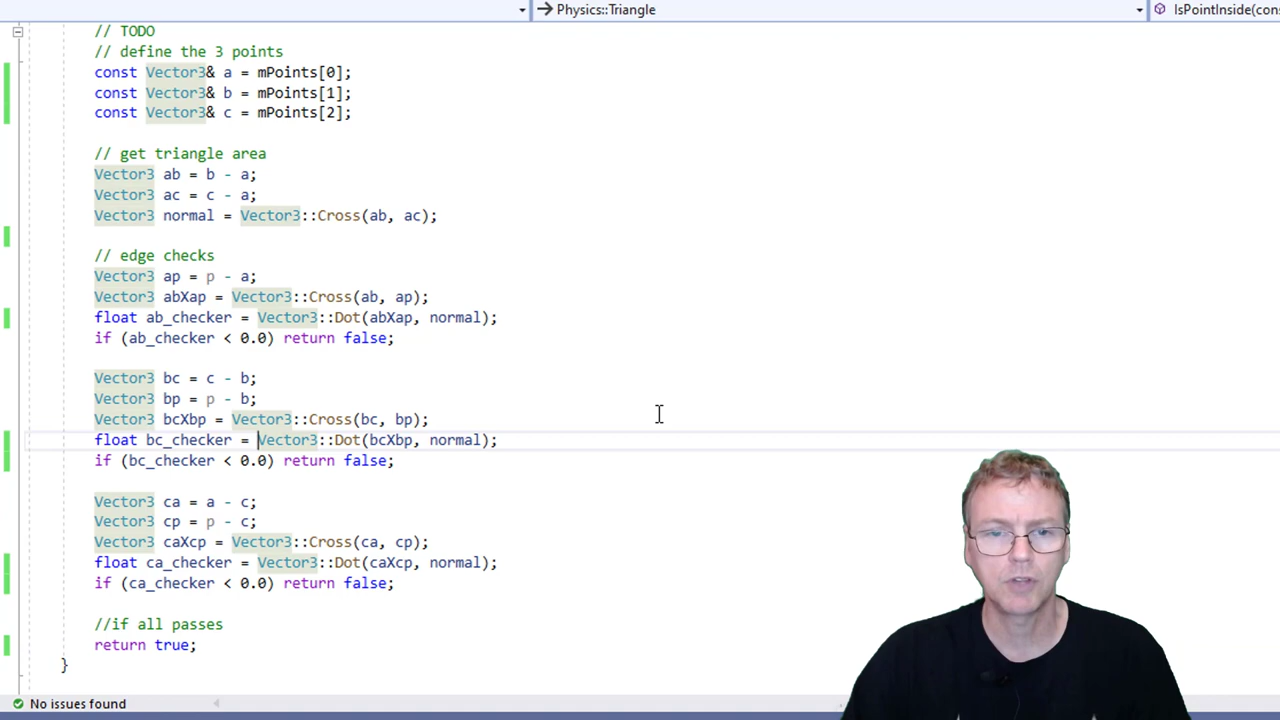 Physics::Triangle
IsPointInside(cons
// TODO
// define the 3 points
const Vector3& a = mPoints[0];
const Vector3& b = mPoints[1];
const Vector3& c = mPoints[2];
// get triangle area
Vector3 ab = b - a;
Vector3 ac = c - a;
Vector3 normal = Vector3::Cross(ab, ac);
// edge checks
Vector3 ap = p - a;
Vector3 abXap = Vector3::Cross(ab, ap);
float ab_checker = Vector3::Dot(abXap, normal);
if (ab_checker < 0.0) return false;
Vector3 bc = c - b;
Vector3 bp = p - b;
Vector3 bcXbp = Vector3::Cross(bc, bp);
float bc_checker = Vector3::Dot(bcXbp, normal);
if (bc_checker < 0.0) return false;
Vector3 ca = a - c;
Vector3 cp = p - c;
Vector3 caXcp = Vector3::Cross(ca, cp);
float ca_checker = Vector3::Dot(caXcp, normal);
if (ca_checker < 0.0) return false;
//if all passes
return true;
}
No issues found